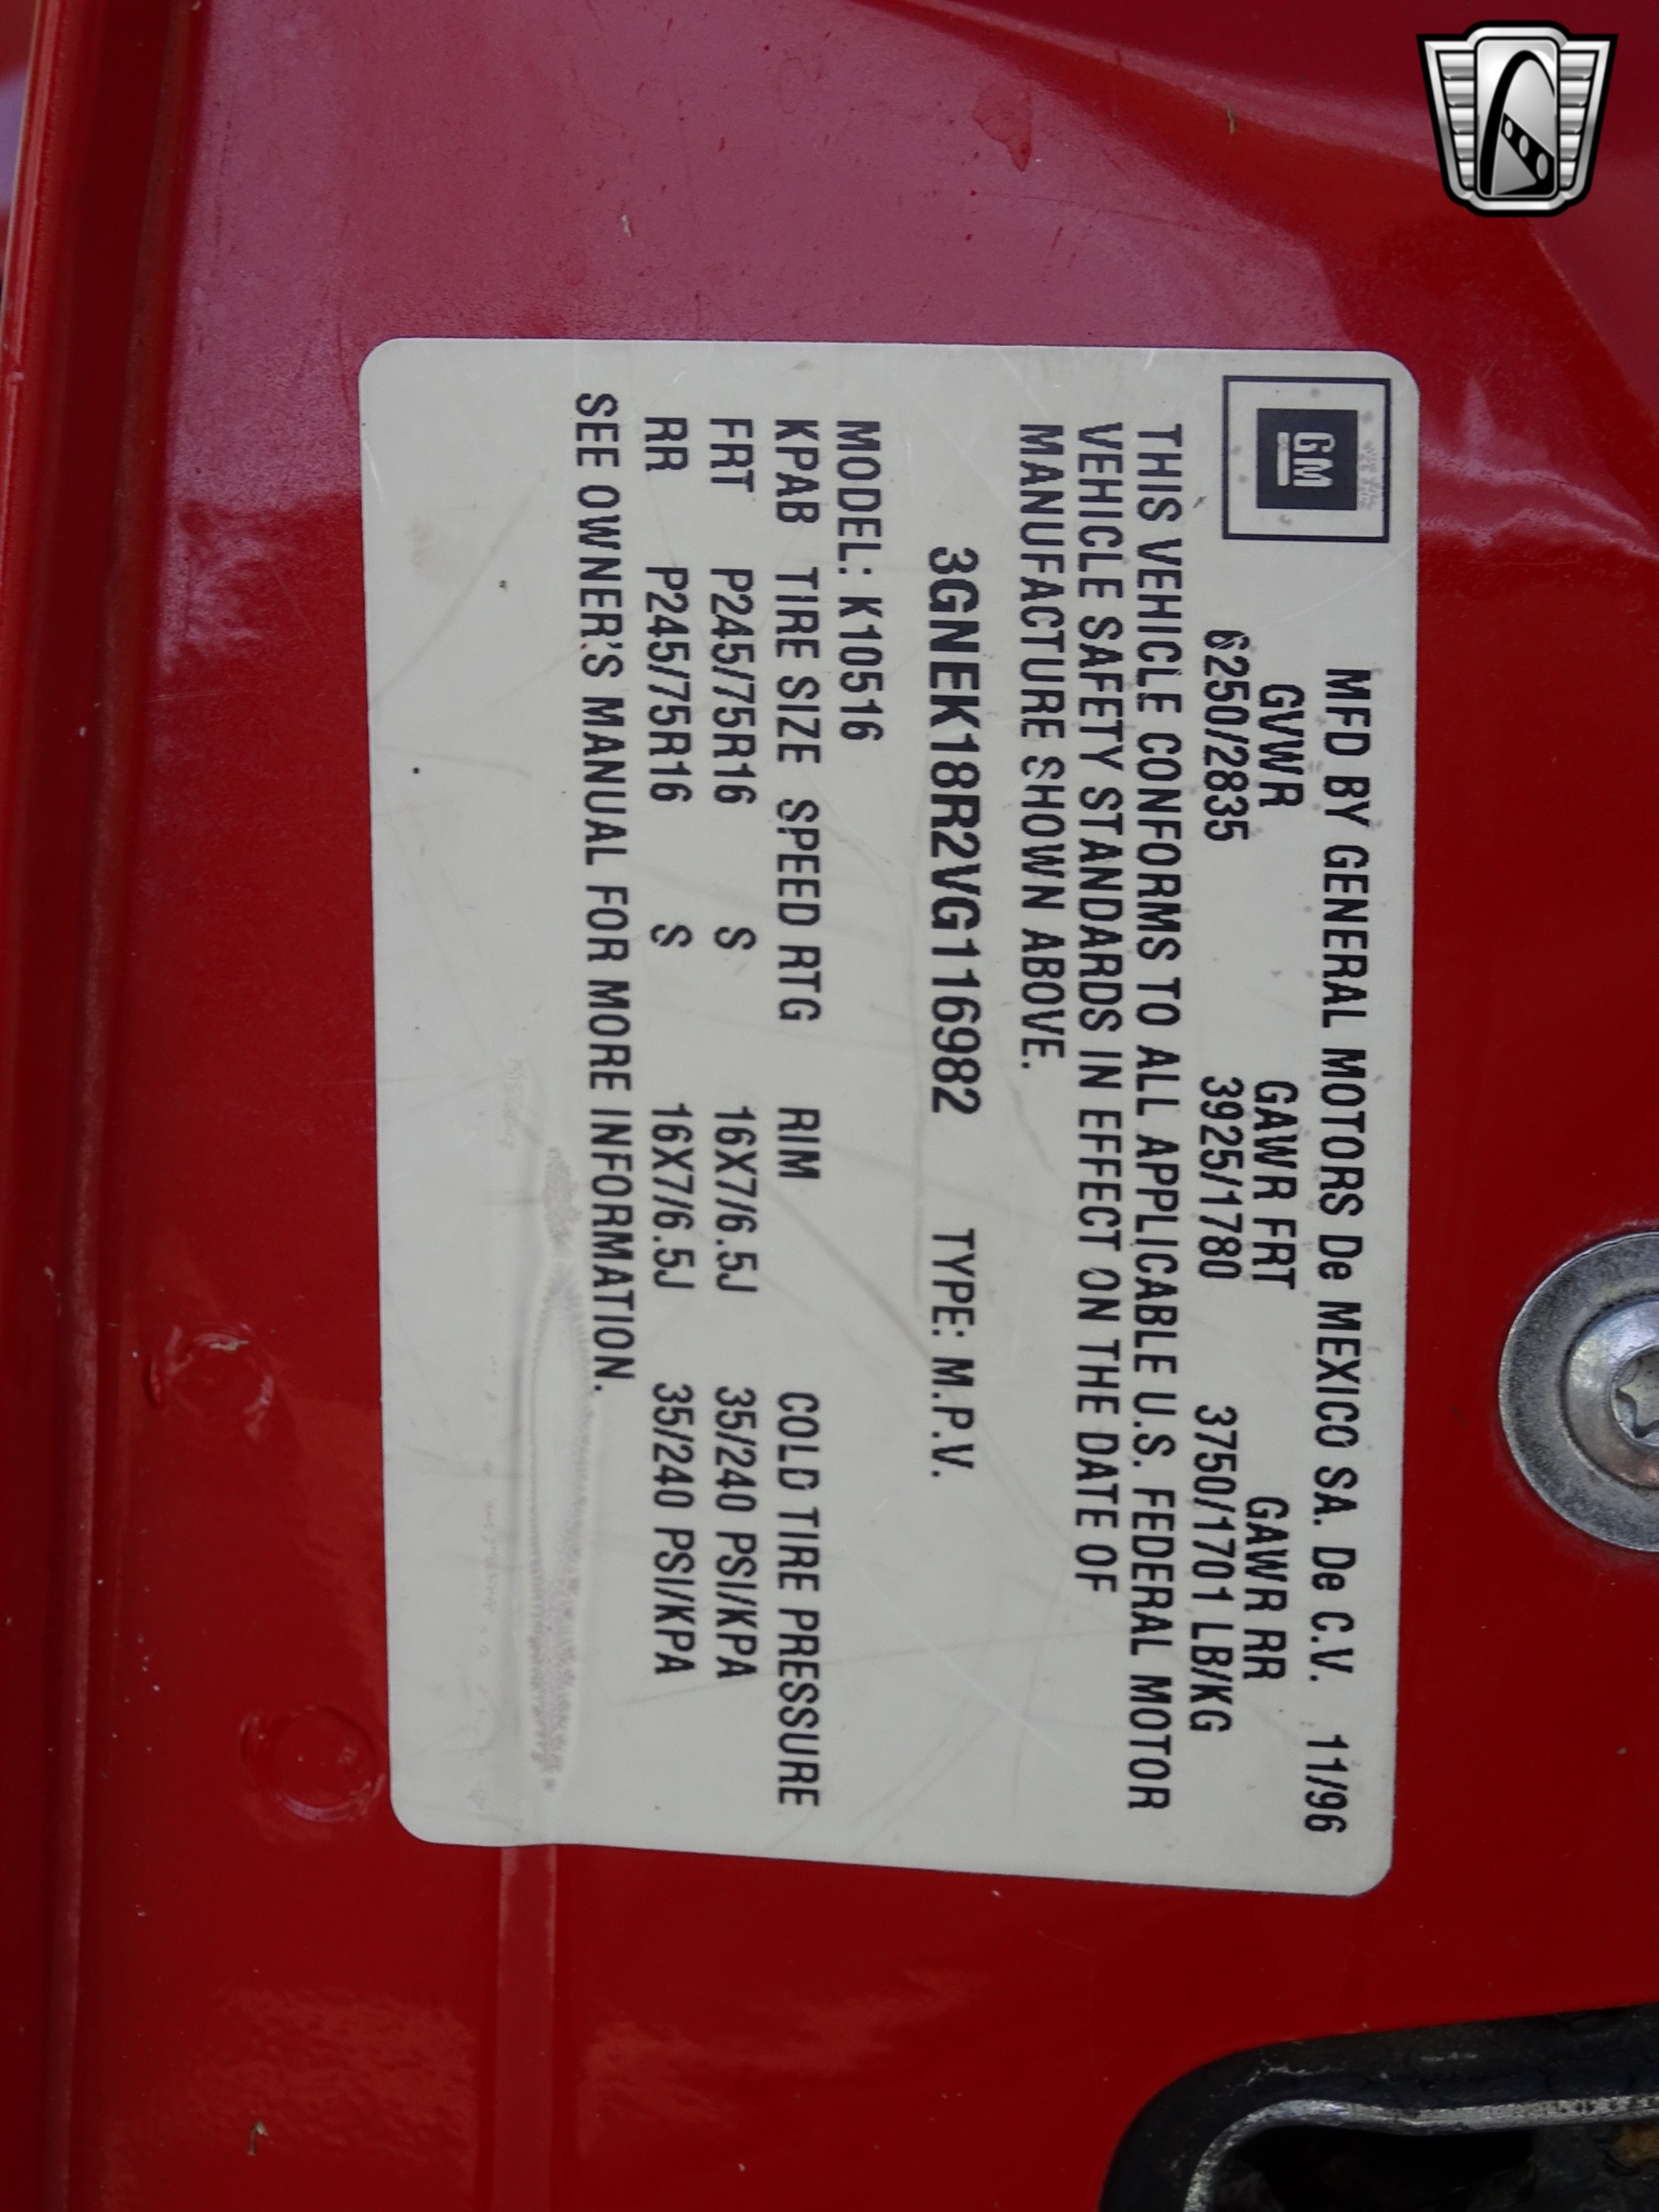 GM
MFD BY GENERAL MOTORS De MEXICO SA. De C.V. 11/96
GVWR GAWR FRT GAWR RR
6250/2835 3925/1780 3750/1701 LB/KG
THIS VEHICLE CONFORMS TO ALL APPLICABLE U.S. FEDERAL MOTOR
VEHICLE SAFETY STANDARDS IN EFFECT ON THE DATE OF
MANUFACTURE SHOWN ABOVE.
3GNEK18R2VG116982 TYPE: M.P.V.
MODEL: K10516
KPAB TIRE SIZE SPEED RTG RIM COLD TIRE PRESSURE
FRT P245/75R16 S 16X7/6.5J 35/240 PSI/KPA
RR P245/75R16 S 16X7/6.5J 35/240 PSI/KPA
SEE OWNER'S MANUAL FOR MORE INFORMATION.